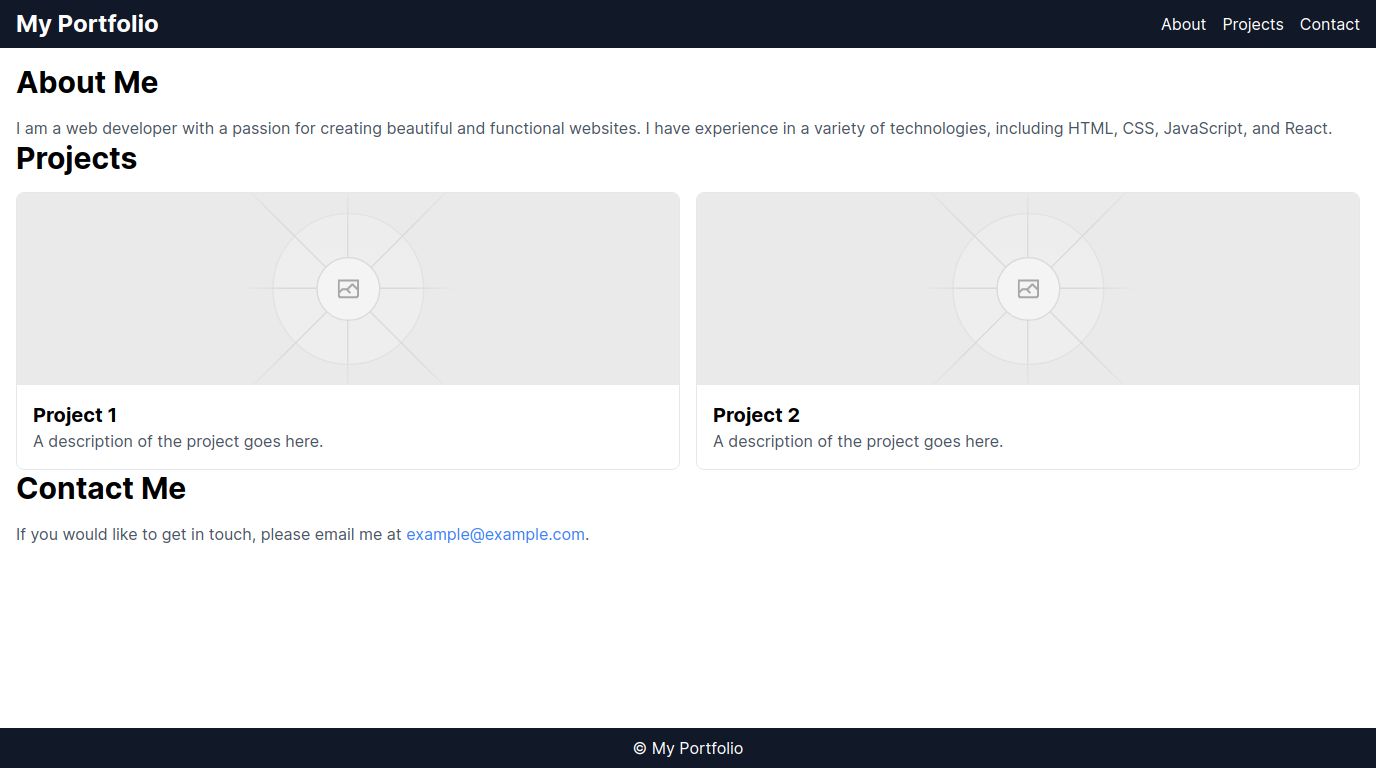 My Portfolio
About Projects Contact
About Me
I am a web developer with a passion for creating beautiful and functional websites. I have experience in a variety of technologies, including HTML, CSS, JavaScript, and React.
Projects
Project 1
A description of the project goes here.
Project 2
A description of the project goes here.
Contact Me
If you would like to get in touch, please email me at example@example.com.
© My Portfolio